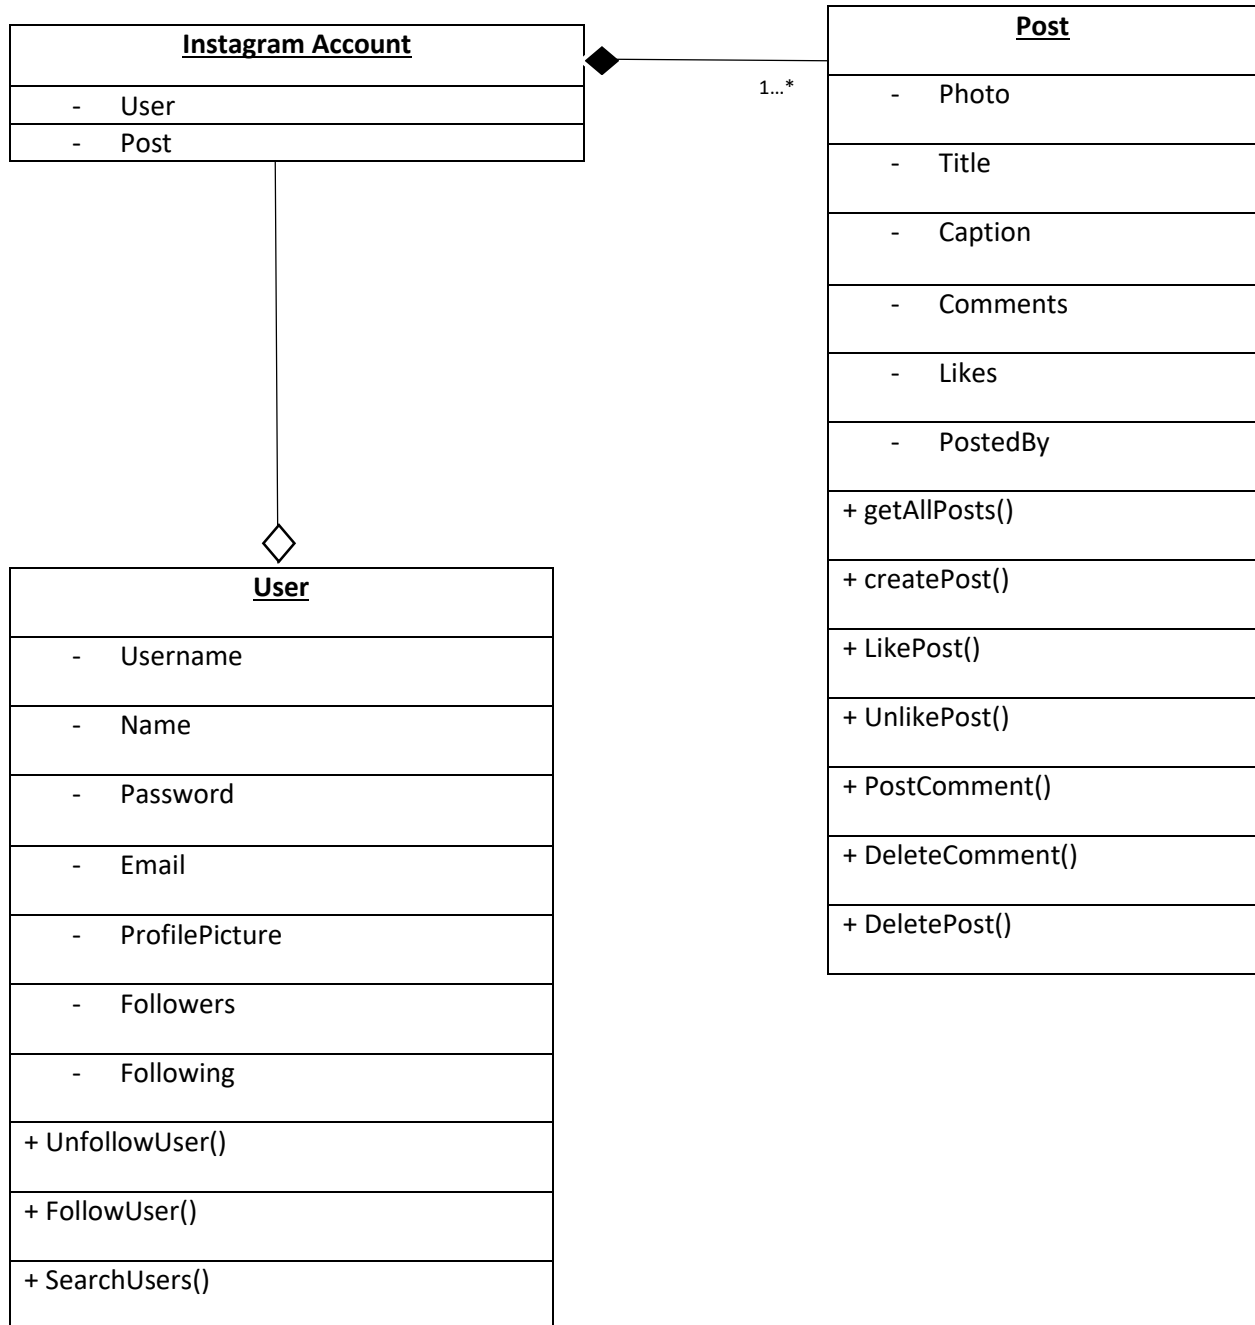 Instagram Account
- User
- Post
1...*
Post
- Photo
- Title
- Caption
- Comments
- Likes
- PostedBy
+ getAllPosts()
+ createPost()
+ LikePost()
+ UnlikePost()
+ PostComment()
+ DeleteComment()
+ DeletePost()
User
- Username
- Name
- Password
- Email
- ProfilePicture
- Followers
- Following
+ UnfollowUser()
+ FollowUser()
+ SearchUsers()